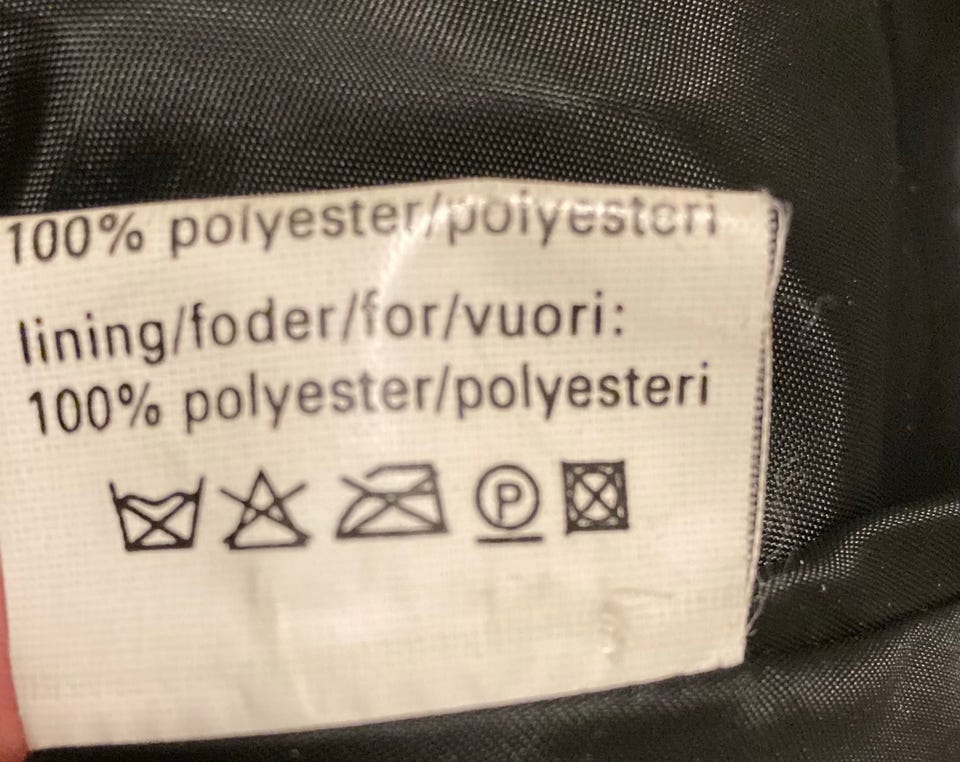 100% polyester/polyesteri
lining/foder/for/vuori:
100% polyester/polyesteri
P